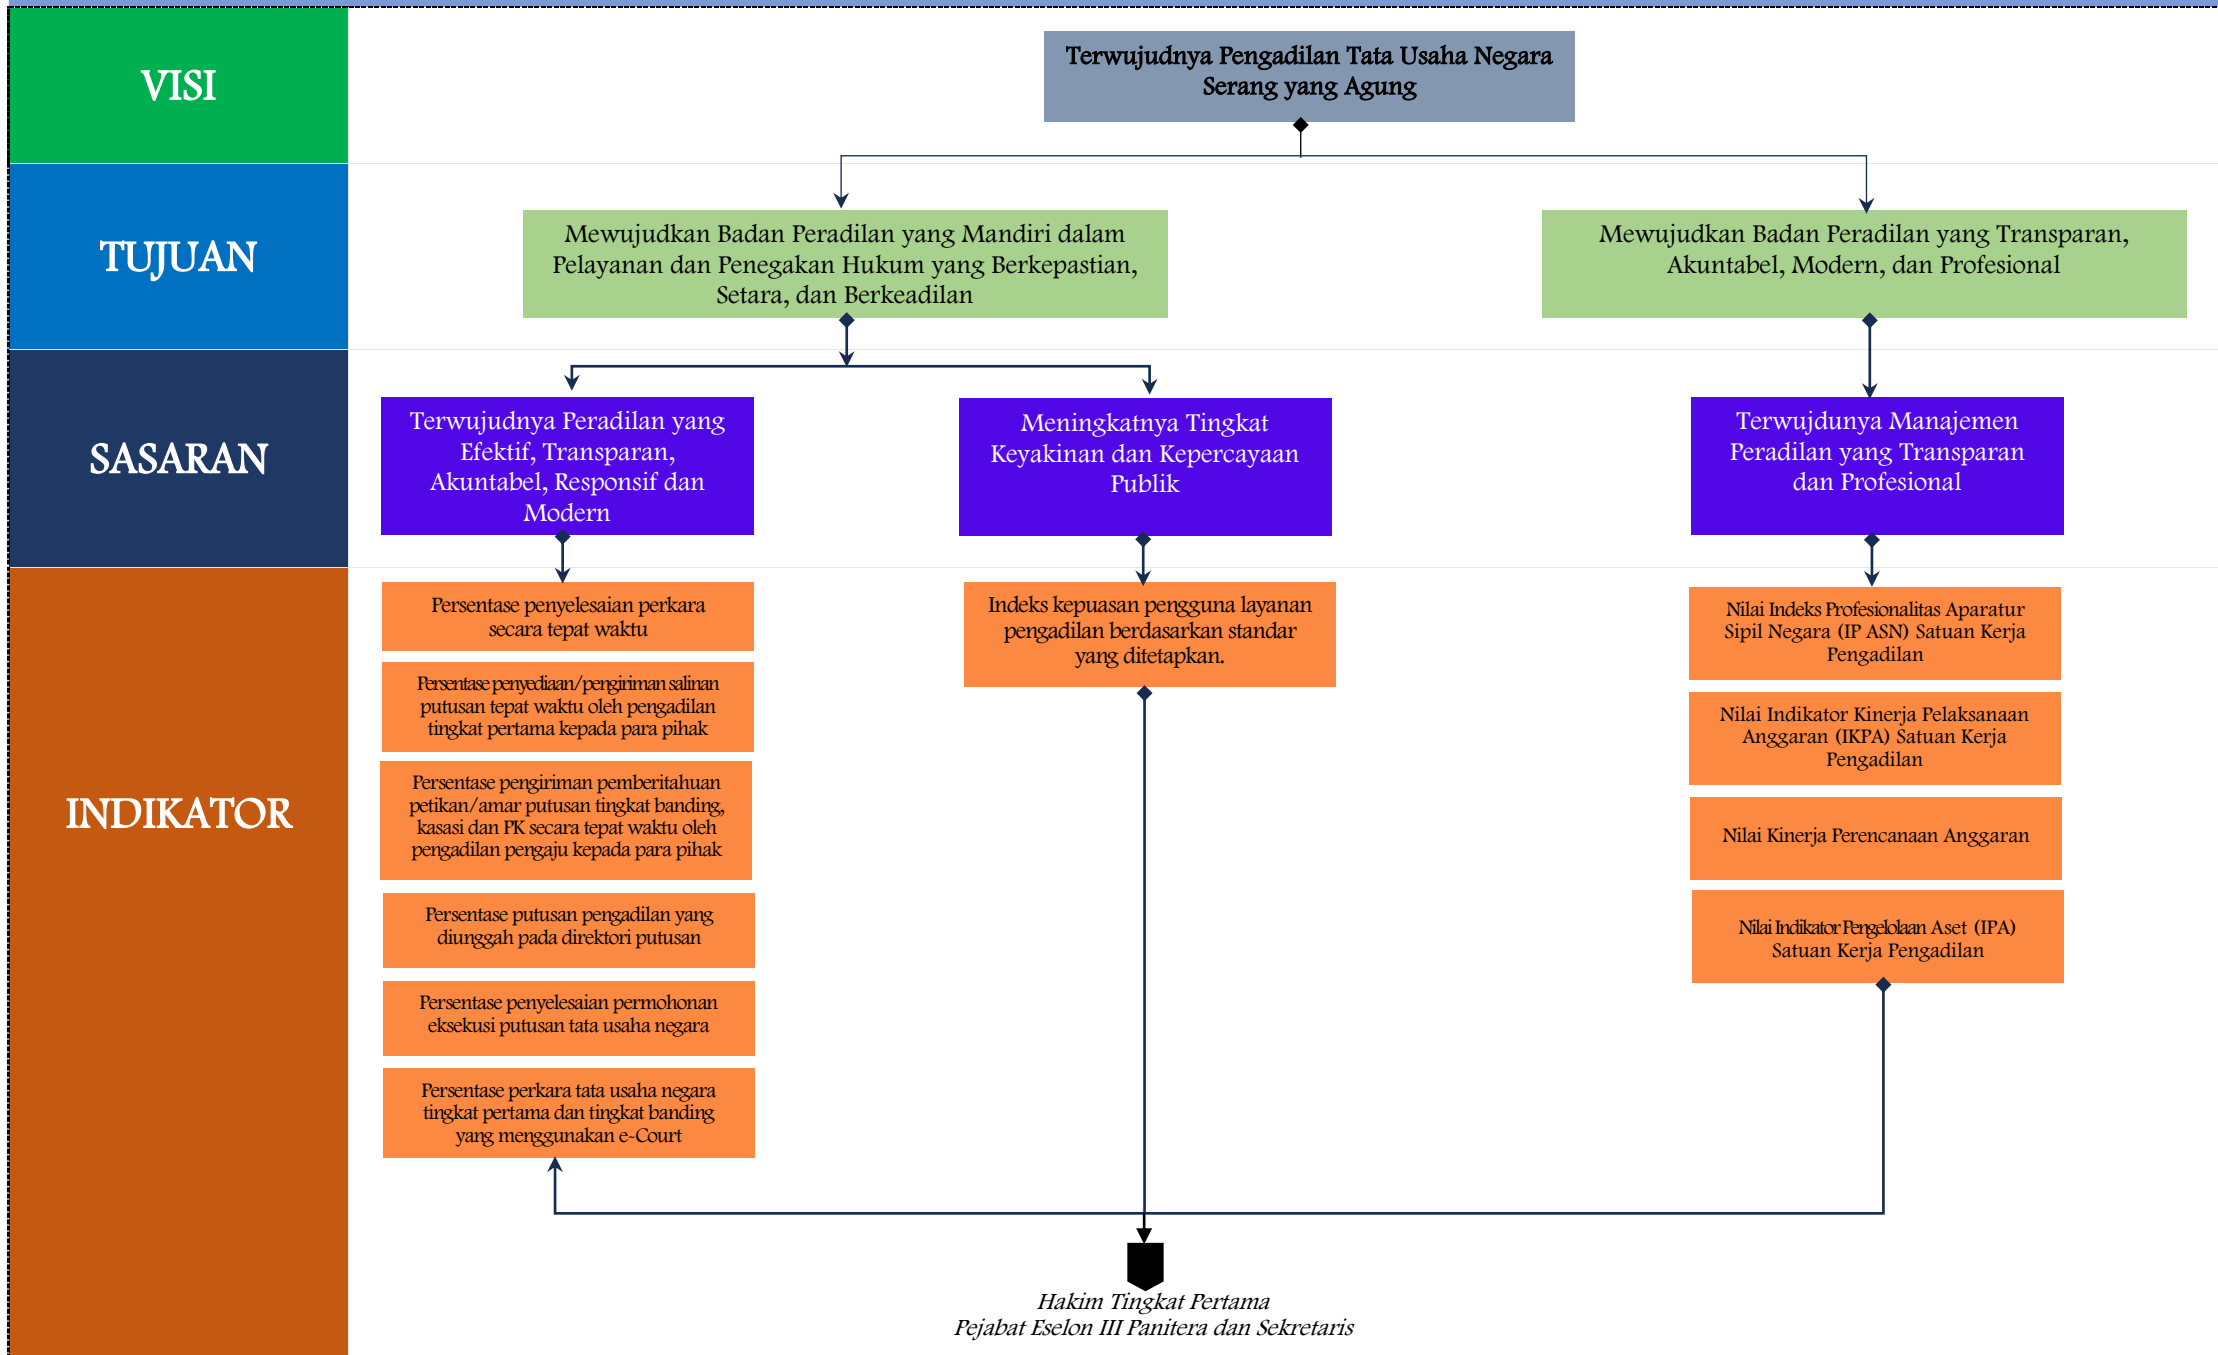 VISI
Terwujudnya Pengadilan Tata Usaha Negara
Serang yang Agung
TUJUAN
Mewujudkan Badan Peradilan yang Mandiri dalam
Pelayanan dan Penegakan Hukum yang Berkepastian,
Setara, dan Berkeadilan
Mewujudkan Badan Peradilan yang Transparan,
Akuntabel, Modern, dan Profesional
SASARAN
Terwujudnya Peradilan yang
Efektif, Transparan,
Akuntabel, Responsif dan
Modern
Meningkatnya Tingkat
Keyakinan dan Kepercayaan
Publik
Terwujdunya Manajemen
Peradilan yang Transparan
dan Profesional
INDIKATOR
Persentase penyelesaian perkara
secara tepat waktu
Persentase penyediaan/pengiriman salinan
putusan tepat waktu oleh pengadilan
tingkat pertama kepada para pihak
Persentase pengiriman pemberitahuan
petikan/amar putusan tingkat banding,
kasasi dan PK secara tepat waktu oleh
pengadilan pengaju kepada para pihak
Persentase putusan pengadilan yang
diunggah pada direktori putusan
Persentase penyelesaian permohonan
eksekusi putusan tata usaha negara
Persentase perkara tata usaha negara
tingkat pertama dan tingkat banding
yang menggunakan e-Court
Indeks kepuasan pengguna layanan
pengadilan berdasarkan standar
yang ditetapkan.
Nilai Indeks Profesionalitas Aparatur
Sipil Negara (IP ASN) Satuan Kerja
Pengadilan
Nilai Indikator Kinerja Pelaksanaan
Anggaran (IKPA) Satuan Kerja
Pengadilan
Nilai Kinerja Perencanaan Anggaran
Nilai Indikator Pengelolaan Aset (IPA)
Satuan Kerja Pengadilan
Hakim Tingkat Pertama
Pejabat Eselon III Panitera dan Sekretaris